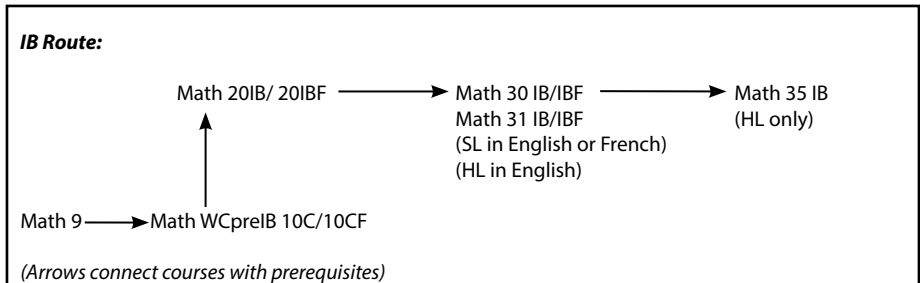 IB Route:
Math 20IB/ 20IBF
Math 30 IB/IBF
Math 35 IB
Math 31 IB/IBF
(HL only)
(SL in English or French)
(HL in English)
Math 9
Math WCpreIB 10C/10CF
(Arrows connect courses with prerequisites)